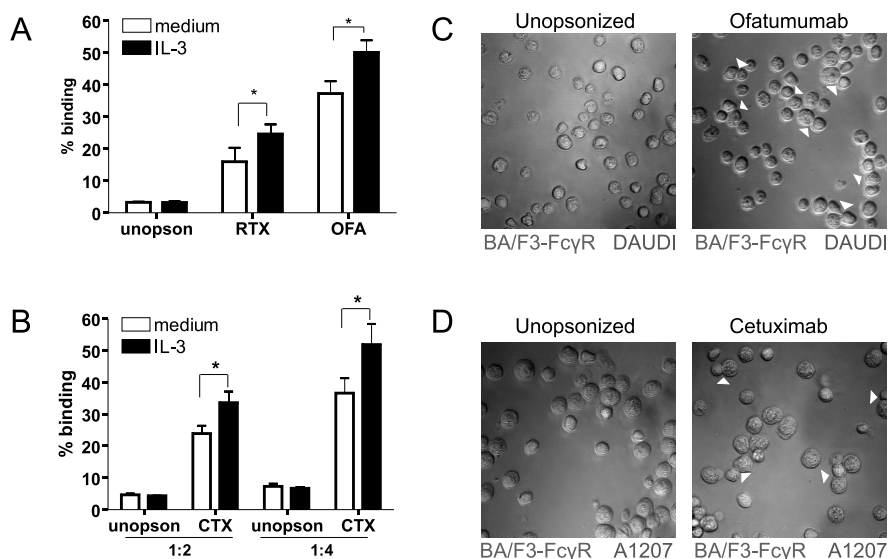 A
medium
IL-3
% binding
60
50
40
30
20
10
0
*
*
unopson RTX OFA
B
medium
IL-3
% binding
60
50
40
30
20
10
0
*
*
unopson CTX unopson CTX
1:2 1:4
C
Unopsonized Ofatumumab
BA/F3-FcγR DAUDI BA/F3-FcγR DAUDI
D
Unopsonized Cetuximab
BA/F3-FcγR A1207 BA/F3-FcγR A1207